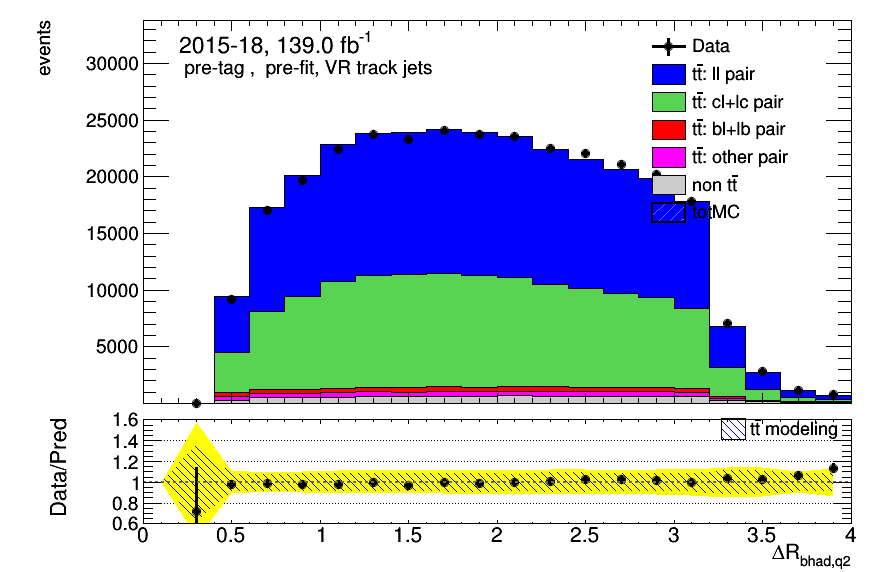 events
2015-18, 139.0 fb-1
pre-tag , pre-fit, VR track jets
Data
tt̄: ll pair
tt̄: cl+lc pair
tt̄: bl+lb pair
tt̄: other pair
non tt̄
totMC
30000
25000
20000
15000
10000
5000
Data/Pred
tt̄ modeling
1.6
1.4
1.2
1
0.8
0.6
0 0.5 1 1.5 2 2.5 3 3.5 4
ΔRbhad,q2